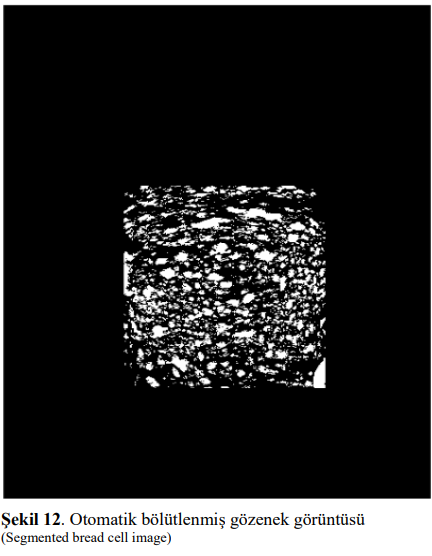 Şekil 12. Otomatik bölütlenmiş gözenek görüntüsü
(Segmented bread cell image)